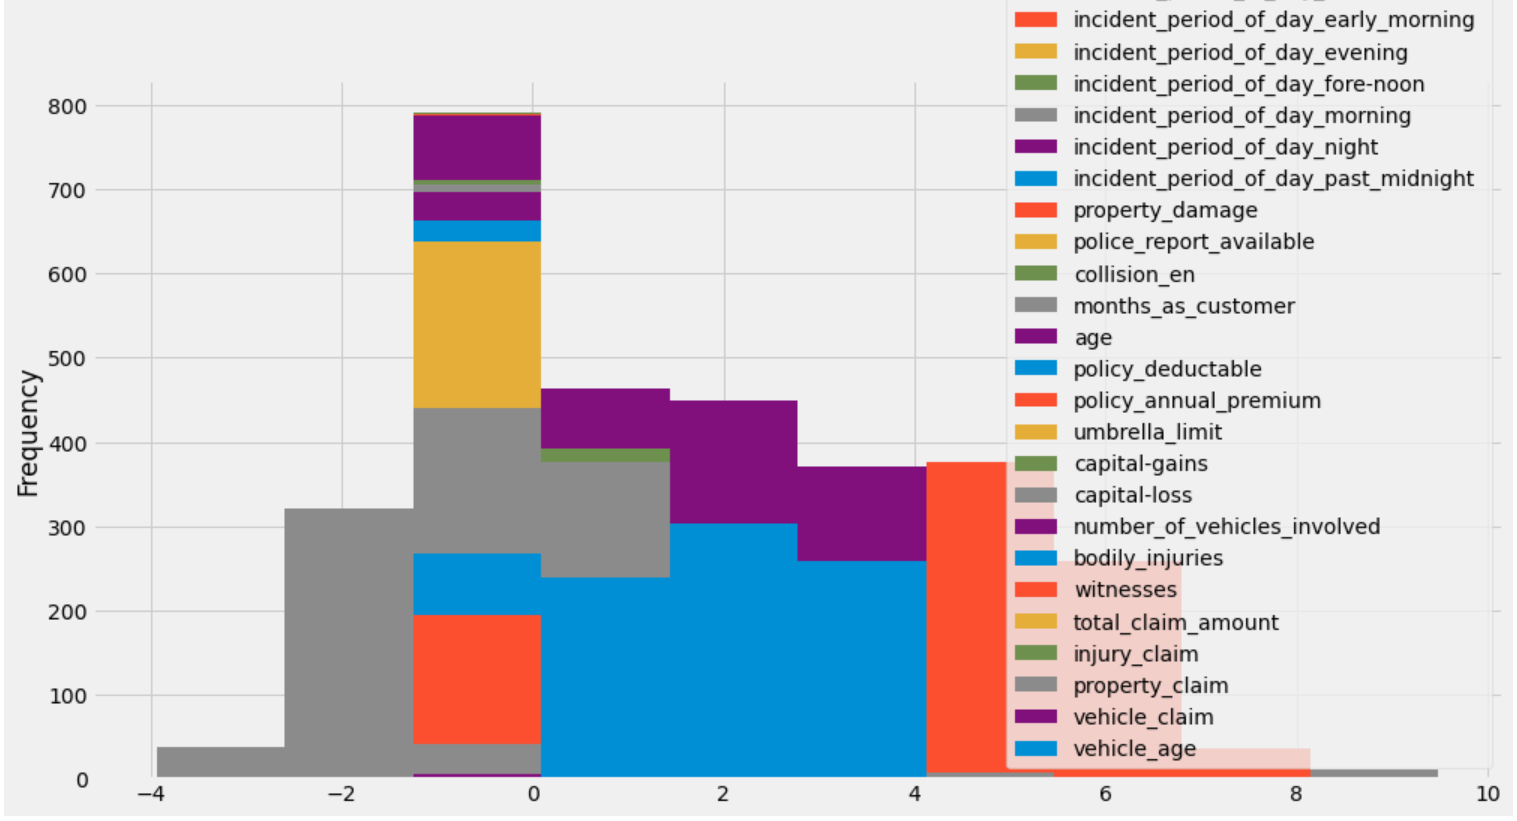 incident_period_of_day_early_morning
incident_period_of_day_evening
incident_period_of_day_fore-noon
incident_period_of_day_morning
incident_period_of_day_night
incident_period_of_day_past_midnight
property_damage
police_report_available
collision_en
months_as_customer
age
policy_deductable
policy_annual_premium
umbrella_limit
capital-gains
capital-loss
number_of_vehicles_involved
bodily_injuries
witnesses
total_claim_amount
injury_claim
property_claim
vehicle_claim
vehicle_age
Frequency
800
700
600
500
400
300
200
100
0
−4 −2 0 2 4 6 8 10